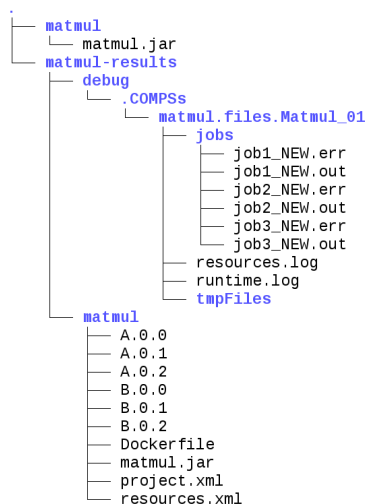 .
matmul
matmul.jar
matmul-results
debug
.COMPSs
matmul.files.Matmul_01
jobs
job1_NEW.err
job1_NEW.out
job2_NEW.err
job2_NEW.out
job3_NEW.err
job3_NEW.out
resources.log
runtime.log
tmpFiles
matmul
A.0.0
A.0.1
A.0.2
B.0.0
B.0.1
B.0.2
Dockerfile
matmul.jar
project.xml
resources.xml